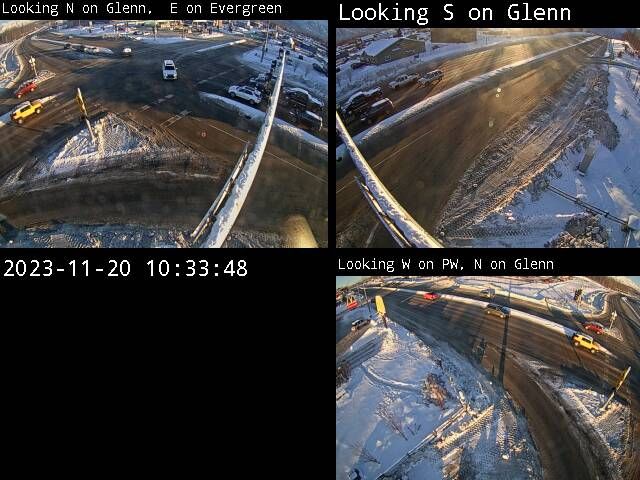 Looking N on Glenn,  E on Evergreen
Looking S on Glenn
2023-11-20 10:33:48
Looking W on PW, N on Glenn